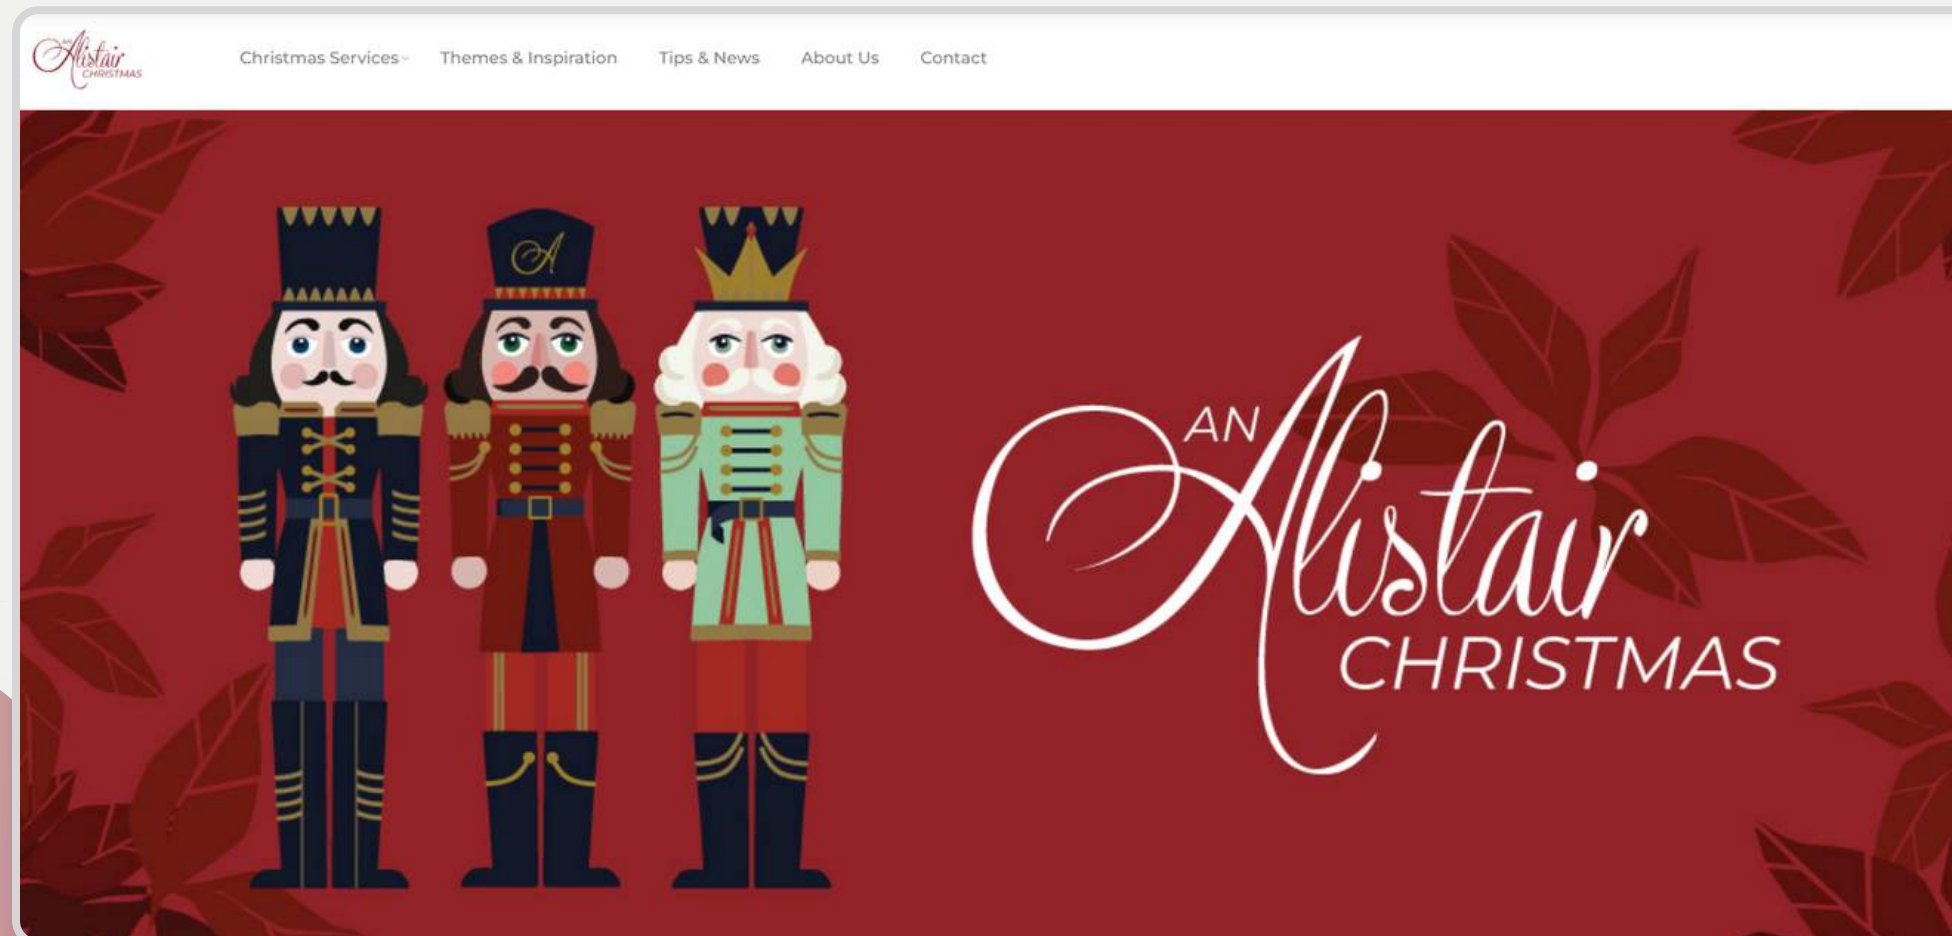 AN
Alistair
CHRISTMAS
Christmas Services
Themes & Inspiration
Tips & News
About Us
Contact
A
AN
Alistair
CHRISTMAS